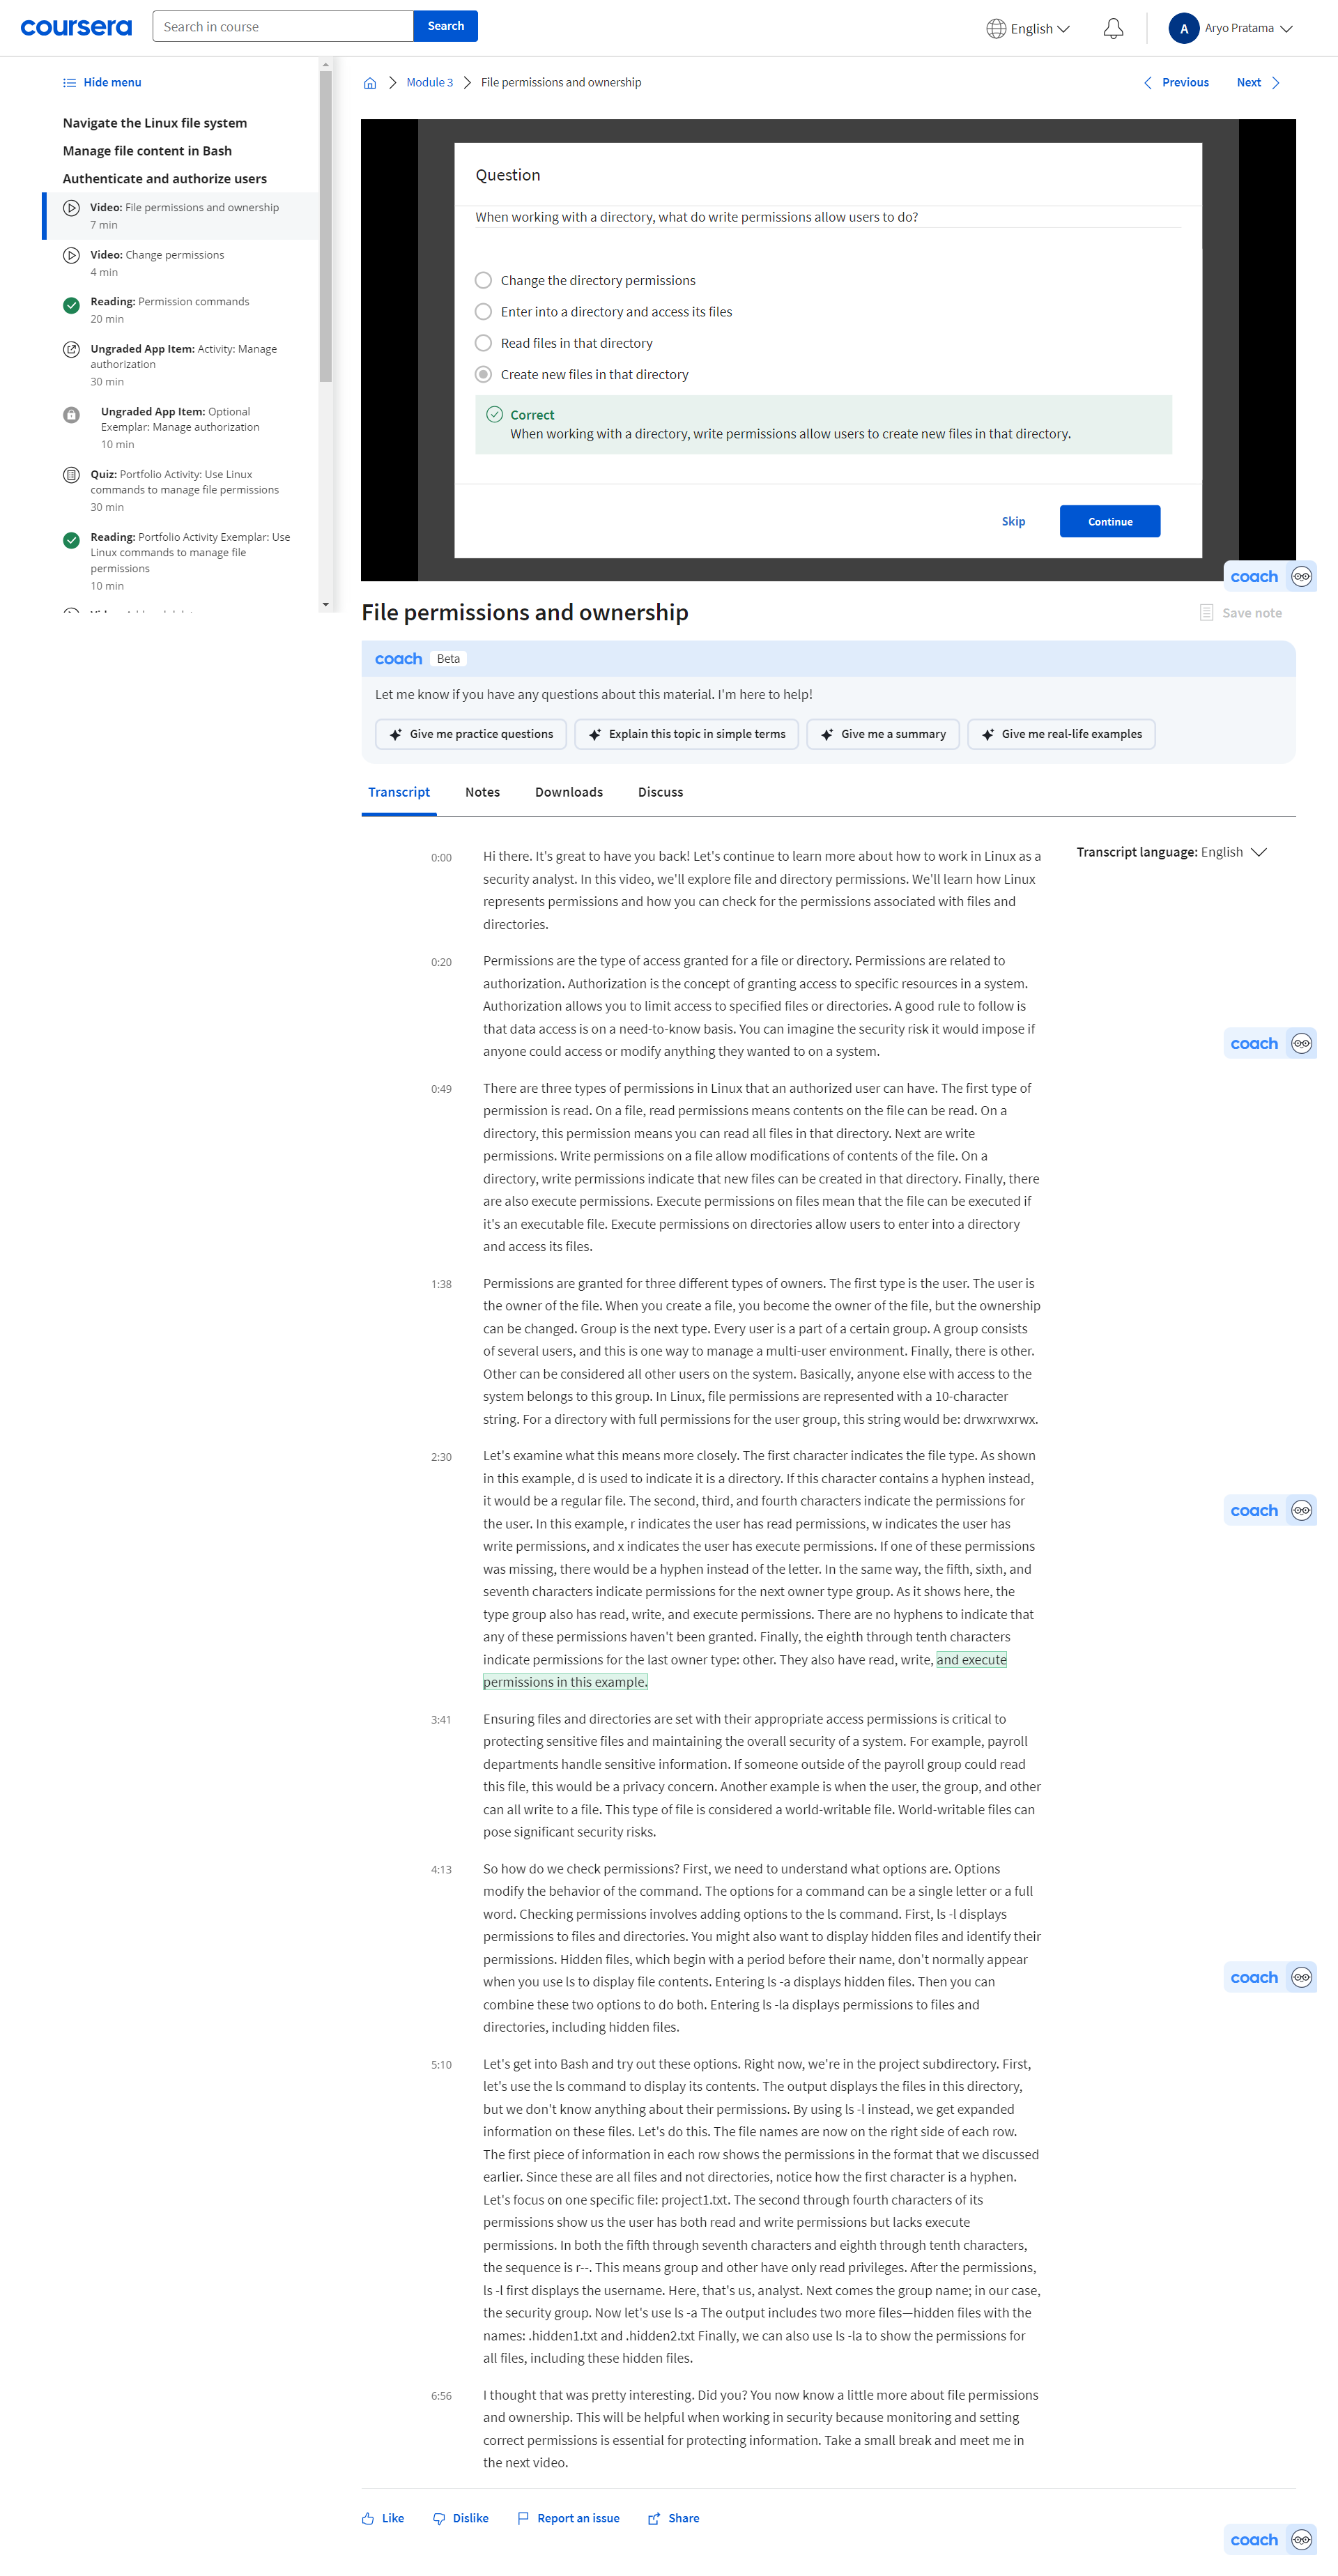 coursera
Search in course
Search
English
A
Aryo Pratama
Hide menu
Navigate the Linux file system
Manage file content in Bash
Authenticate and authorize users
Video: File permissions and ownership
7 min
Video: Change permissions
4 min
Reading: Permission commands
20 min
Ungraded App Item: Activity: Manage
authorization
30 min
Ungraded App Item: Optional
Exemplar: Manage authorization
10 min
Quiz: Portfolio Activity: Use Linux
commands to manage file permissions
30 min
Reading: Portfolio Activity Exemplar: Use
Linux commands to manage file
permissions
10 min
Module 3
File permissions and ownership
Previous
Next
Question
When working with a directory, what do write permissions allow users to do?
Change the directory permissions
Enter into a directory and access its files
Read files in that directory
Create new files in that directory
Correct
When working with a directory, write permissions allow users to create new files in that directory.
Skip
Continue
coach
File permissions and ownership
Save note
coach Beta
Let me know if you have any questions about this material. I'm here to help!
Give me practice questions
Explain this topic in simple terms
Give me a summary
Give me real-life examples
Transcript
Notes
Downloads
Discuss
Transcript language: English
0:00
Hi there. It's great to have you back! Let's continue to learn more about how to work in Linux as a
security analyst. In this video, we'll explore file and directory permissions. We'll learn how Linux
represents permissions and how you can check for the permissions associated with files and
directories.
0:20
Permissions are the type of access granted for a file or directory. Permissions are related to
authorization. Authorization is the concept of granting access to specific resources in a system.
Authorization allows you to limit access to specified files or directories. A good rule to follow is
that data access is on a need-to-know basis. You can imagine the security risk it would impose if
anyone could access or modify anything they wanted to on a system.
coach
0:49
There are three types of permissions in Linux that an authorized user can have. The first type of
permission is read. On a file, read permissions means contents on the file can be read. On a
directory, this permission means you can read all files in that directory. Next are write
permissions. Write permissions on a file allow modifications of contents of the file. On a
directory, write permissions indicate that new files can be created in that directory. Finally, there
are also execute permissions. Execute permissions on files mean that the file can be executed if
it's an executable file. Execute permissions on directories allow users to enter into a directory
and access its files.
1:38
Permissions are granted for three different types of owners. The first type is the user. The user is
the owner of the file. When you create a file, you become the owner of the file, but the ownership
can be changed. Group is the next type. Every user is a part of a certain group. A group consists
of several users, and this is one way to manage a multi-user environment. Finally, there is other.
Other can be considered all other users on the system. Basically, anyone else with access to the
system belongs to this group. In Linux, file permissions are represented with a 10-character
string. For a directory with full permissions for the user group, this string would be: drwxrwxrwx.
2:30
Let's examine what this means more closely. The first character indicates the file type. As shown
in this example, d is used to indicate it is a directory. If this character contains a hyphen instead,
it would be a regular file. The second, third, and fourth characters indicate the permissions for
the user. In this example, r indicates the user has read permissions, w indicates the user has
write permissions, and x indicates the user has execute permissions. If one of these permissions
was missing, there would be a hyphen instead of the letter. In the same way, the fifth, sixth, and
seventh characters indicate permissions for the next owner type group. As it shows here, the
type group also has read, write, and execute permissions. There are no hyphens to indicate that
any of these permissions haven't been granted. Finally, the eighth through tenth characters
indicate permissions for the last owner type: other. They also have read, write, and execute
permissions in this example.
coach
3:41
Ensuring files and directories are set with their appropriate access permissions is critical to
protecting sensitive files and maintaining the overall security of a system. For example, payroll
departments handle sensitive information. If someone outside of the payroll group could read
this file, this would be a privacy concern. Another example is when the user, the group, and other
can all write to a file. This type of file is considered a world-writable file. World-writable files can
pose significant security risks.
4:13
So how do we check permissions? First, we need to understand what options are. Options
modify the behavior of the command. The options for a command can be a single letter or a full
word. Checking permissions involves adding options to the ls command. First, ls -l displays
permissions to files and directories. You might also want to display hidden files and identify their
permissions. Hidden files, which begin with a period before their name, don't normally appear
when you use ls to display file contents. Entering ls -a displays hidden files. Then you can
combine these two options to do both. Entering ls -la displays permissions to files and
directories, including hidden files.
coach
5:10
Let's get into Bash and try out these options. Right now, we're in the project subdirectory. First,
let's use the ls command to display its contents. The output displays the files in this directory,
but we don't know anything about their permissions. By using ls -l instead, we get expanded
information on these files. Let's do this. The file names are now on the right side of each row.
The first piece of information in each row shows the permissions in the format that we discussed
earlier. Since these are all files and not directories, notice how the first character is a hyphen.
Let's focus on one specific file: project1.txt. The second through fourth characters of its
permissions show us the user has both read and write permissions but lacks execute
permissions. In both the fifth through seventh characters and eighth through tenth characters,
the sequence is r--. This means group and other have only read privileges. After the permissions,
ls -l first displays the username. Here, that's us, analyst. Next comes the group name; in our case,
the security group. Now let's use ls -a The output includes two more files—hidden files with the
names: .hidden1.txt and .hidden2.txt Finally, we can also use ls -la to show the permissions for
all files, including these hidden files.
6:56
I thought that was pretty interesting. Did you? You now know a little more about file permissions
and ownership. This will be helpful when working in security because monitoring and setting
correct permissions is essential for protecting information. Take a small break and meet me in
the next video.
Like
Dislike
Report an issue
Share
coach